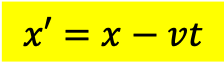 x′ = x − vt